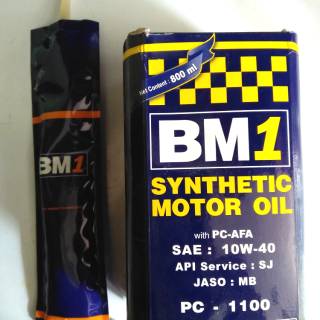 Net Content : 800 ml
BM1
BM1
SYNTHETIC
MOTOR OIL
with PC-AFA
SAE : 10W-40
API Service : SJ
JASO : MB
PC - 1100